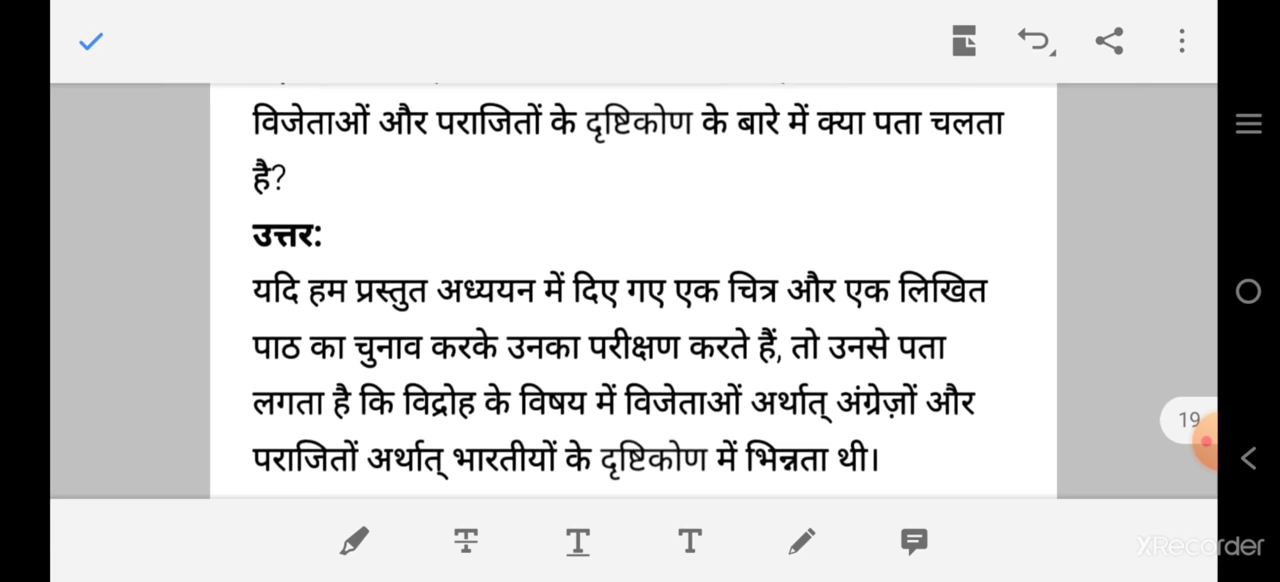 विजेताओं और पराजितों के दृष्टिकोण के बारे में क्या पता चलता
है?
उत्तर:
यदि हम प्रस्तुत अध्ययन में दिए गए एक चित्र और एक लिखित
पाठ का चुनाव करके उनका परीक्षण करते हैं, तो उनसे पता
लगता है कि विद्रोह के विषय में विजेताओं अर्थात् अंग्रेज़ों और
पराजितों अर्थात् भारतीयों के दृष्टिकोण में भिन्नता थी।
19
T T T
XRecorder